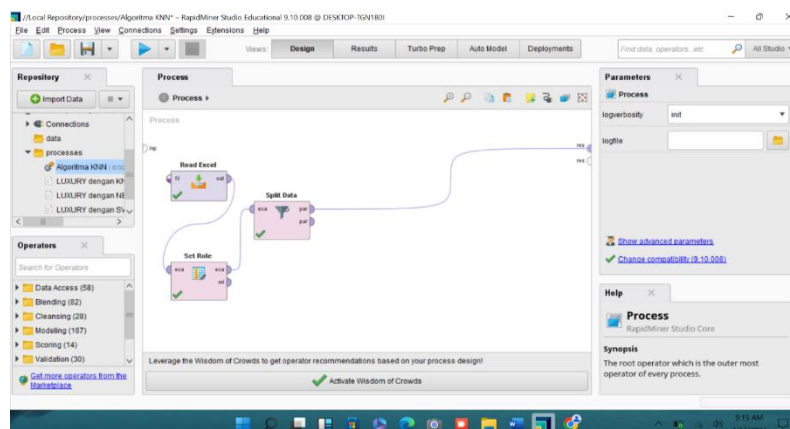 //Local Repository/processes/Algoritma KNN* – RapidMiner Studio Educational 9.10.008 @ DESKTOP-TGN1B0I
File Edit Process View Connections Settings Extensions Help
Views: Design Results Turbo Prep Auto Model Deployments
Find data, operators...etc
All Studio
Repository
Import Data
Connections
data
processes
Algoritma KNN
LUXURY dengan KN
LUXURY dengan NB
LUXURY dengan SV
Operators
Search for Operators
Data Access (58)
Blending (82)
Cleansing (28)
Modeling (167)
Scoring (14)
Validation (30)
Get more operators from the
Marketplace
Process
Process
Process
inp
res
res
Read Excel
fil out
Split Data
exa par
par
Set Role
exa exa
ori
Leverage the Wisdom of Crowds to get operator recommendations based on your process design!
Activate Wisdom of Crowds
Parameters
Process
logverbosity init
logfile
Show advanced parameters
Change compatibility (9.10.008)
Help
Process
RapidMiner Studio Core
Synopsis
The root operator which is the outer most
operator of every process.
9:15 AM